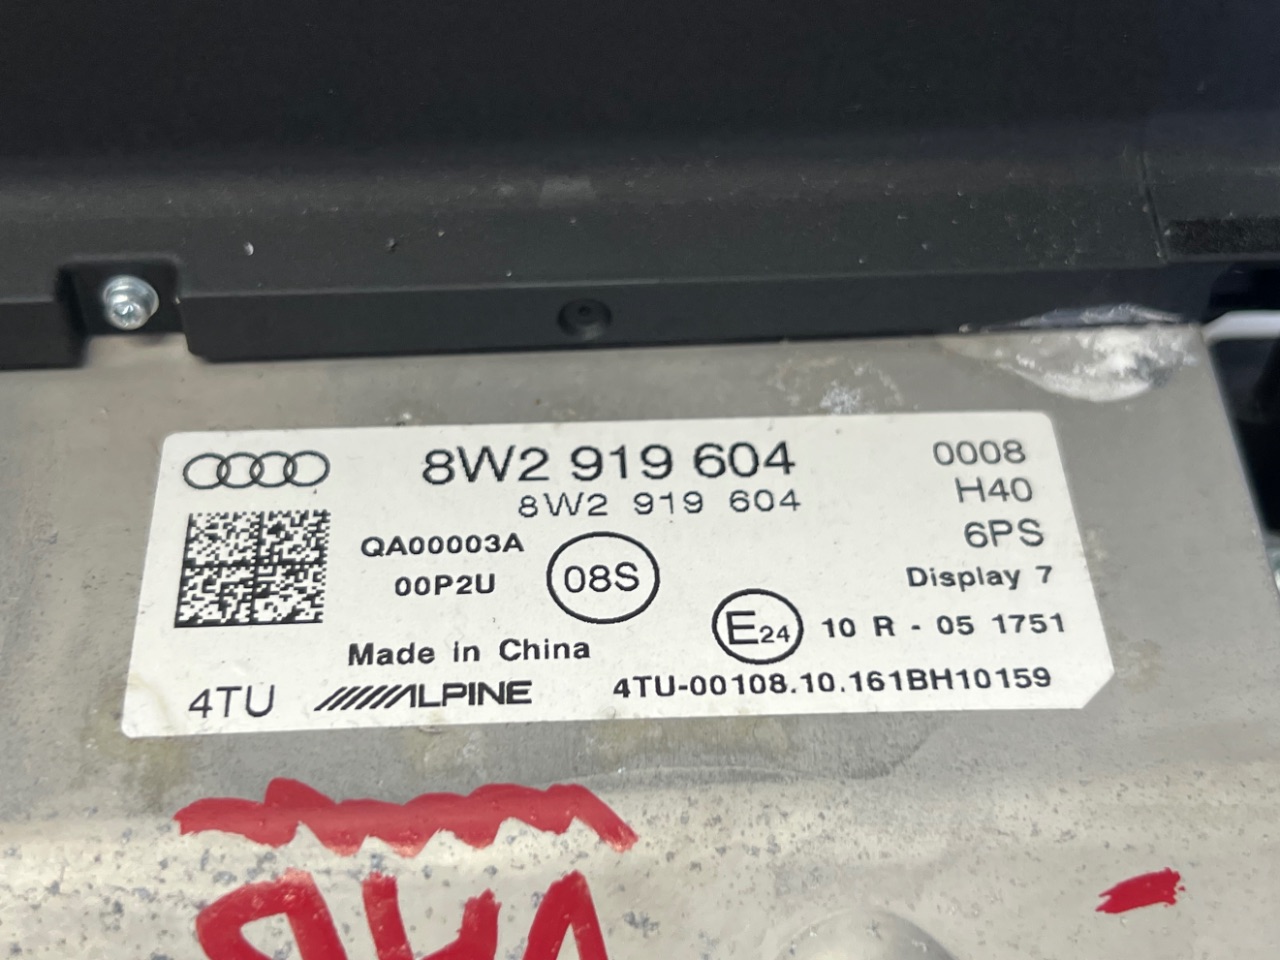 8W2 919 604
8W2 919 604
0008
H40
6PS
Display 7
QA00003A
00P2U
08S
E24 10 R - 05 1751
Made in China
4TU
ALPINE
4TU-00108.10.161BH10159